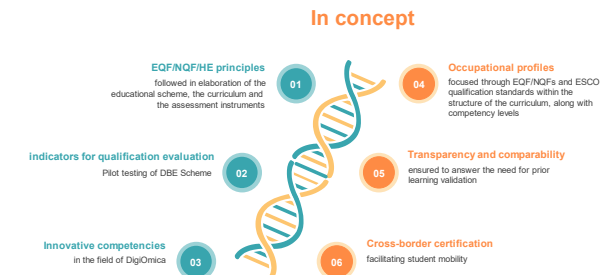 In concept
EQF/NQF/HE principles
followed in elaboration of the
educational scheme, the curriculum and
the assessment instruments
01
indicators for qualification evaluation
Pilot testing of DBE Scheme
02
Innovative competencies
in the field of DigiOmica
03
04
Occupational profiles
focused through EQF/NQFs and ESCO
qualification standards within the
structure of the curriculum, along with
competency levels
05
Transparency and comparability
ensured to answer the need for prior
learning validation
06
Cross-border certification
facilitating student mobility